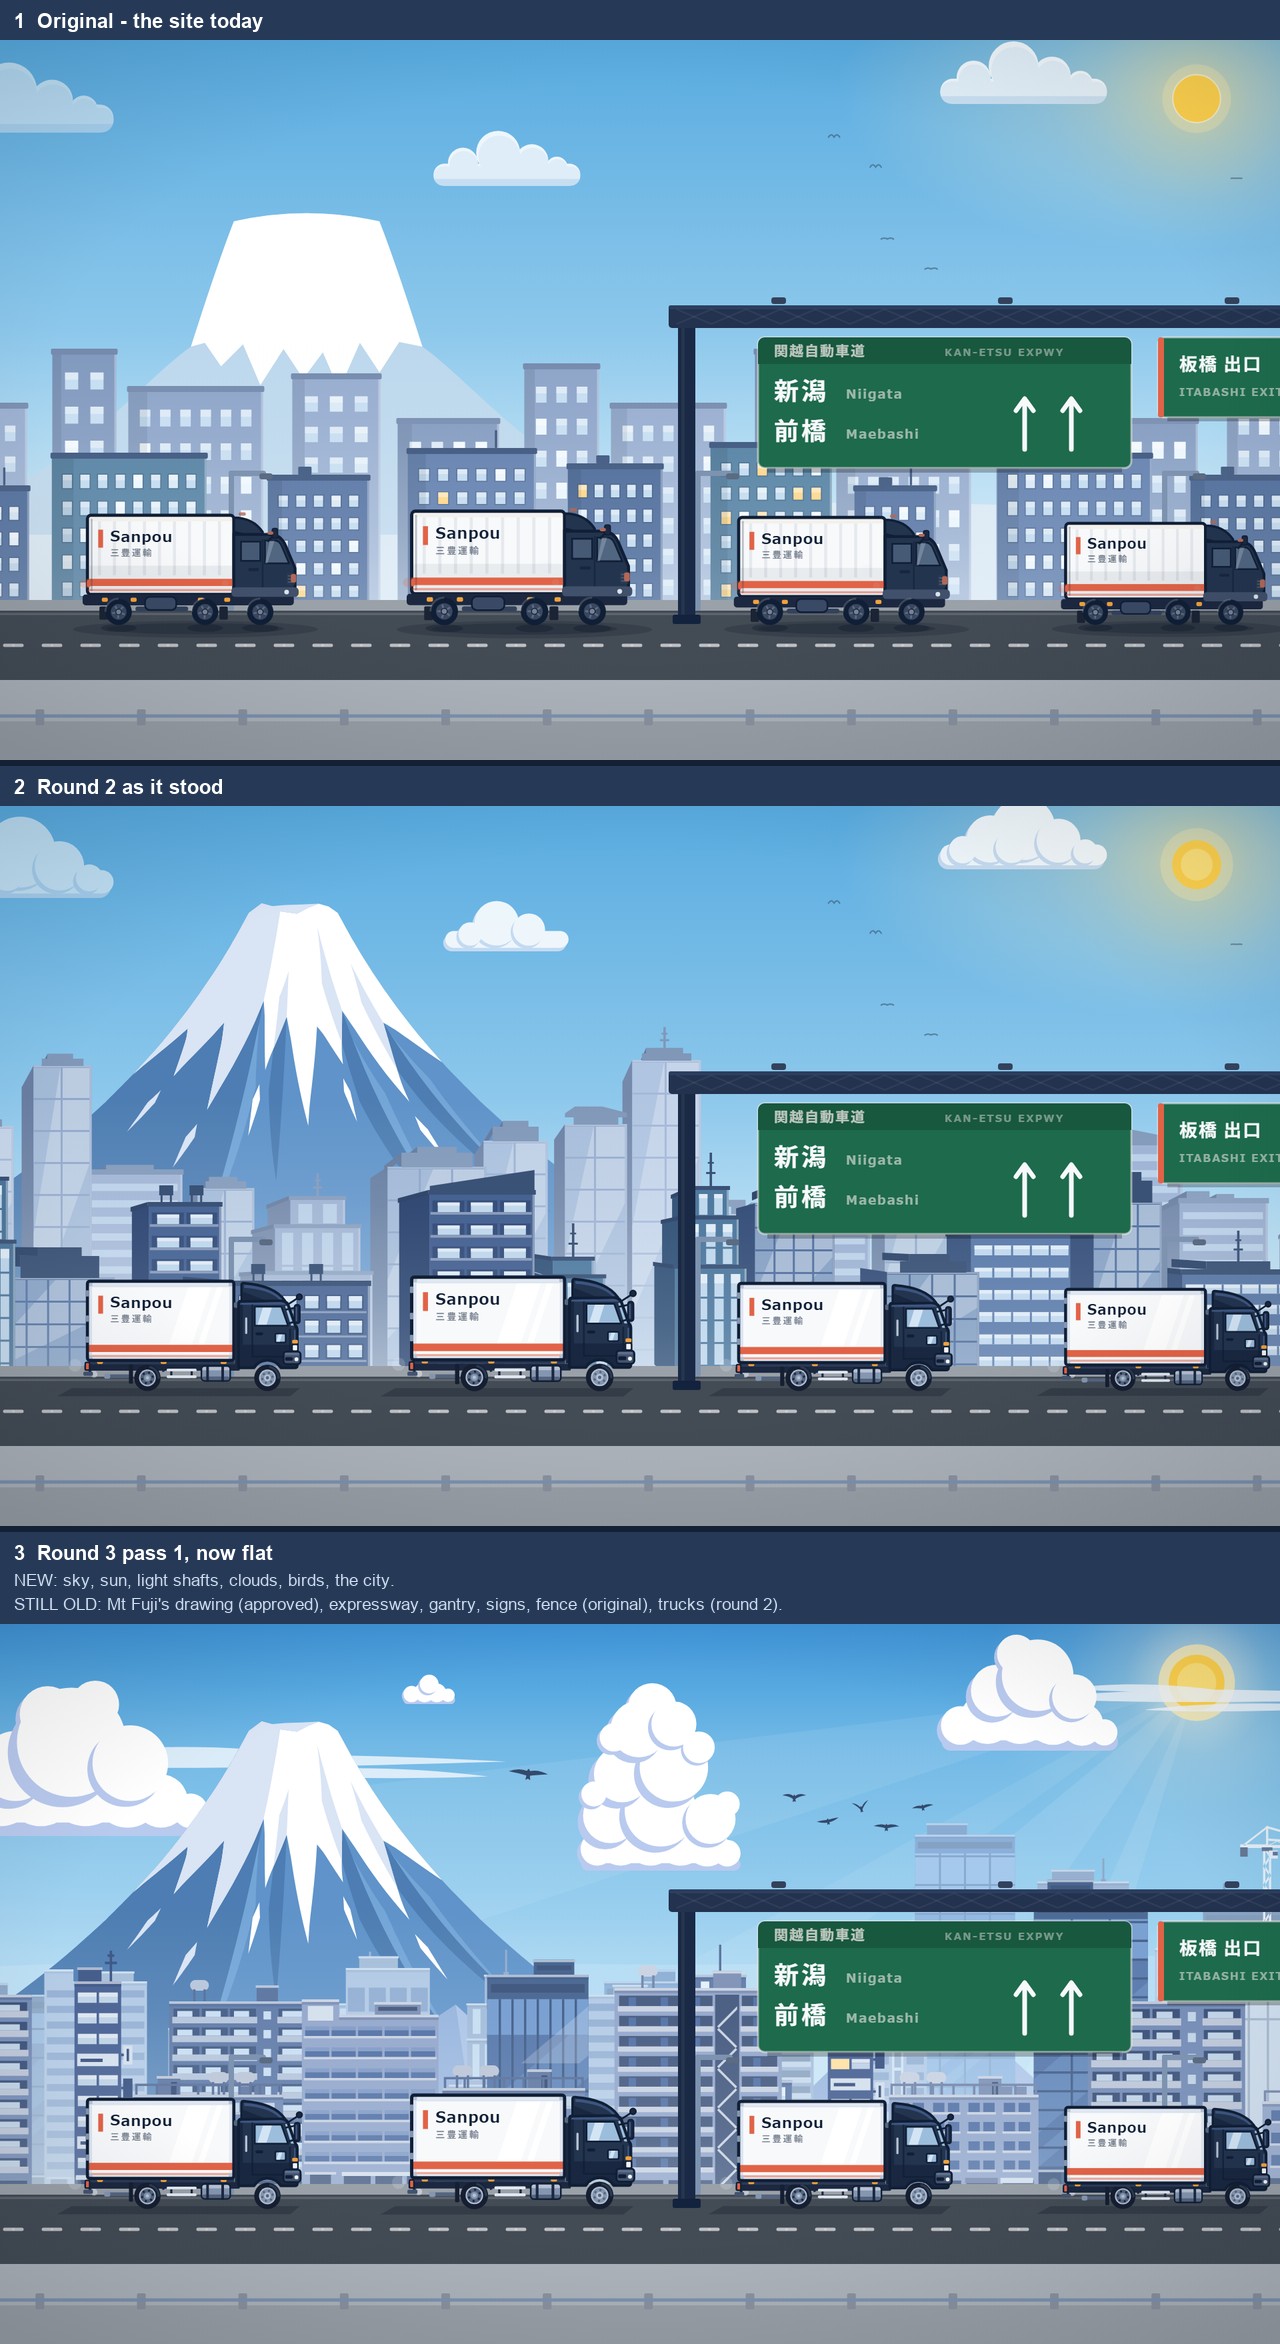 1 Original - the site today
関越自動車道 KAN-ETSU EXPWY
新潟 Niigata
前橋 Maebashi
板橋 出口
ITABASHI EXIT
Sanpou
三豊運輸
Sanpou
三豊運輸
Sanpou
三豊運輸
Sanpou
三豊運輸
2 Round 2 as it stood
関越自動車道 KAN-ETSU EXPWY
新潟 Niigata
前橋 Maebashi
板橋 出口
ITABASHI EXIT
Sanpou
三豊運輸
Sanpou
三豊運輸
Sanpou
三豊運輸
Sanpou
三豊運輸
3 Round 3 pass 1, now flat
NEW: sky, sun, light shafts, clouds, birds, the city.
STILL OLD: Mt Fuji's drawing (approved), expressway, gantry, signs, fence (original), trucks (round 2).
関越自動車道 KAN-ETSU EXPWY
新潟 Niigata
前橋 Maebashi
板橋 出口
ITABASHI EXIT
Sanpou
三豊運輸
Sanpou
三豊運輸
Sanpou
三豊運輸
Sanpou
三豊運輸